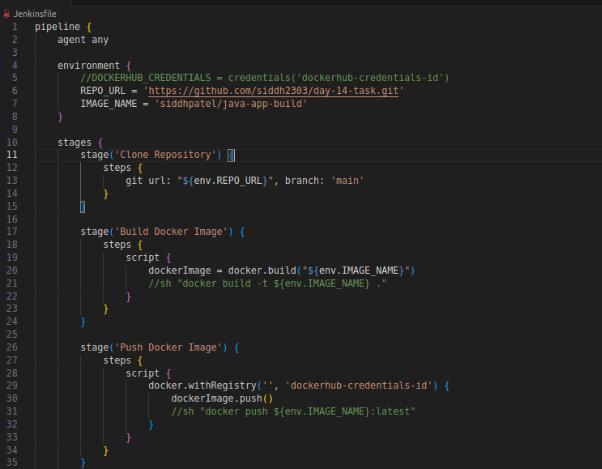 Jenkinsfile
1 pipeline {
2 agent any
3
4 environment {
5 //DOCKERHUB_CREDENTIALS = credentials('dockerhub-credentials-id')
6 REPO_URL = 'https://github.com/siddh2303/day-14-task.git'
7 IMAGE_NAME = 'siddhpatel/java-app-build'
8 }
9
10 stages {
11 stage('Clone Repository') {
12 steps {
13 git url: "${env.REPO_URL}", branch: 'main'
14 }
15 }
16
17 stage('Build Docker Image') {
18 steps {
19 script {
20 dockerImage = docker.build("${env.IMAGE_NAME}")
21 //sh "docker build -t ${env.IMAGE_NAME} ."
22 }
23 }
24 }
25
26 stage('Push Docker Image') {
27 steps {
28 script {
29 docker.withRegistry('', 'dockerhub-credentials-id') {
30 dockerImage.push()
31 //sh "docker push ${env.IMAGE_NAME}:latest"
32 }
33 }
34 }
35 }